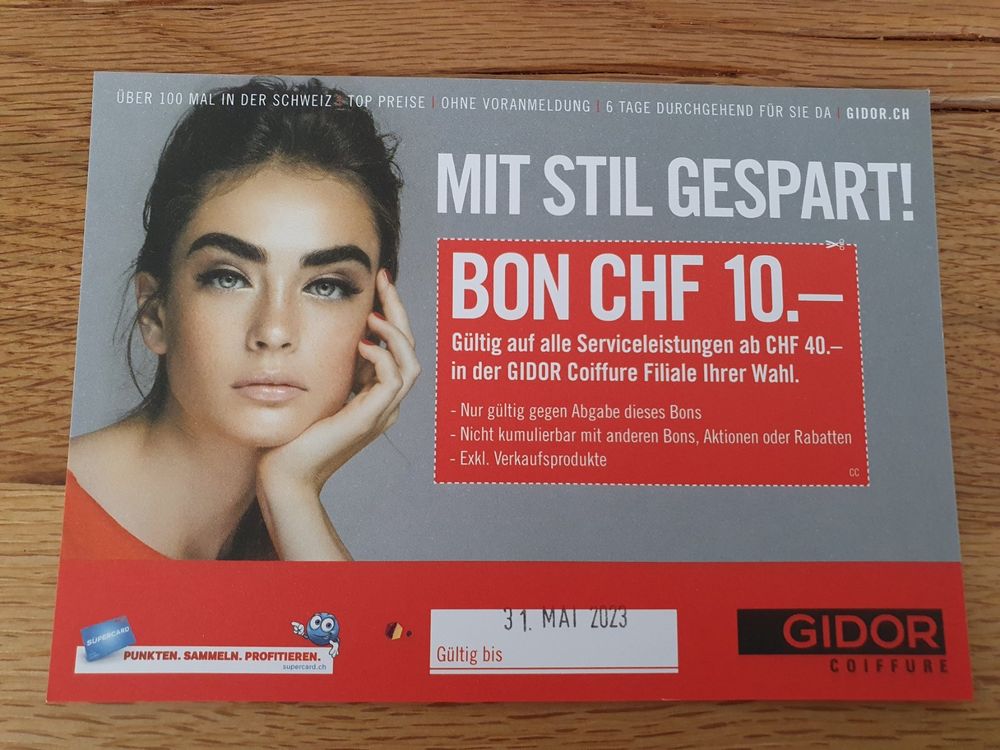 ÜBER 100 MAL IN DER SCHWEIZ | TOP PREISE | OHNE VORANMELDUNG | 6 TAGE DURCHGEHEND FÜR SIE DA | GIDOR.CH
MIT STIL GESPART!
BON CHF 10.–
Gültig auf alle Serviceleistungen ab CHF 40.–
in der GIDOR Coiffure Filiale Ihrer Wahl.
- Nur gültig gegen Abgabe dieses Bons
- Nicht kumulierbar mit anderen Bons, Aktionen oder Rabatten
- Exkl. Verkaufsprodukte
CC
SUPERCARD
PUNKTEN. SAMMELN. PROFITIEREN.
supercard.ch
31. MAI 2023
Gültig bis
GIDOR
COIFFURE